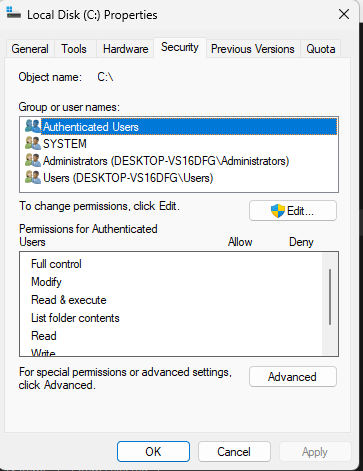 Local Disk (C:) Properties
General Tools Hardware Security Previous Versions Quota
Object name: C:\
Group or user names:
Authenticated Users
SYSTEM
Administrators (DESKTOP-VS16DFG\Administrators)
Users (DESKTOP-VS16DFG\Users)
To change permissions, click Edit.
Edit...
Permissions for Authenticated
Users Allow Deny
Full control
Modify
Read & execute
List folder contents
Read
Write
For special permissions or advanced settings,
click Advanced.
Advanced
OK Cancel Apply